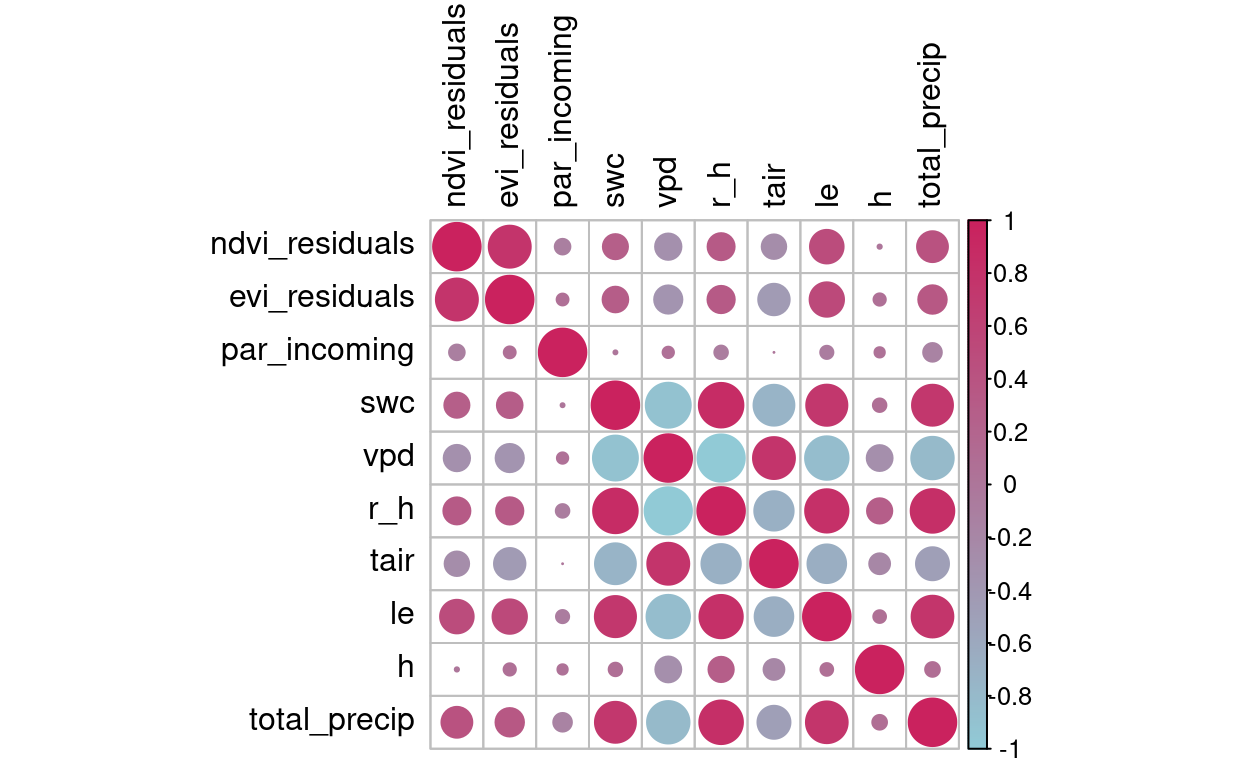 ndvi_residuals
evi_residuals
par_incoming
swc
vpd
r_h
tair
le
h
total_precip
ndvi_residuals
evi_residuals
par_incoming
swc
vpd
r_h
tair
le
h
total_precip
1
0.8
0.6
0.4
0.2
0
-0.2
-0.4
-0.6
-0.8
-1